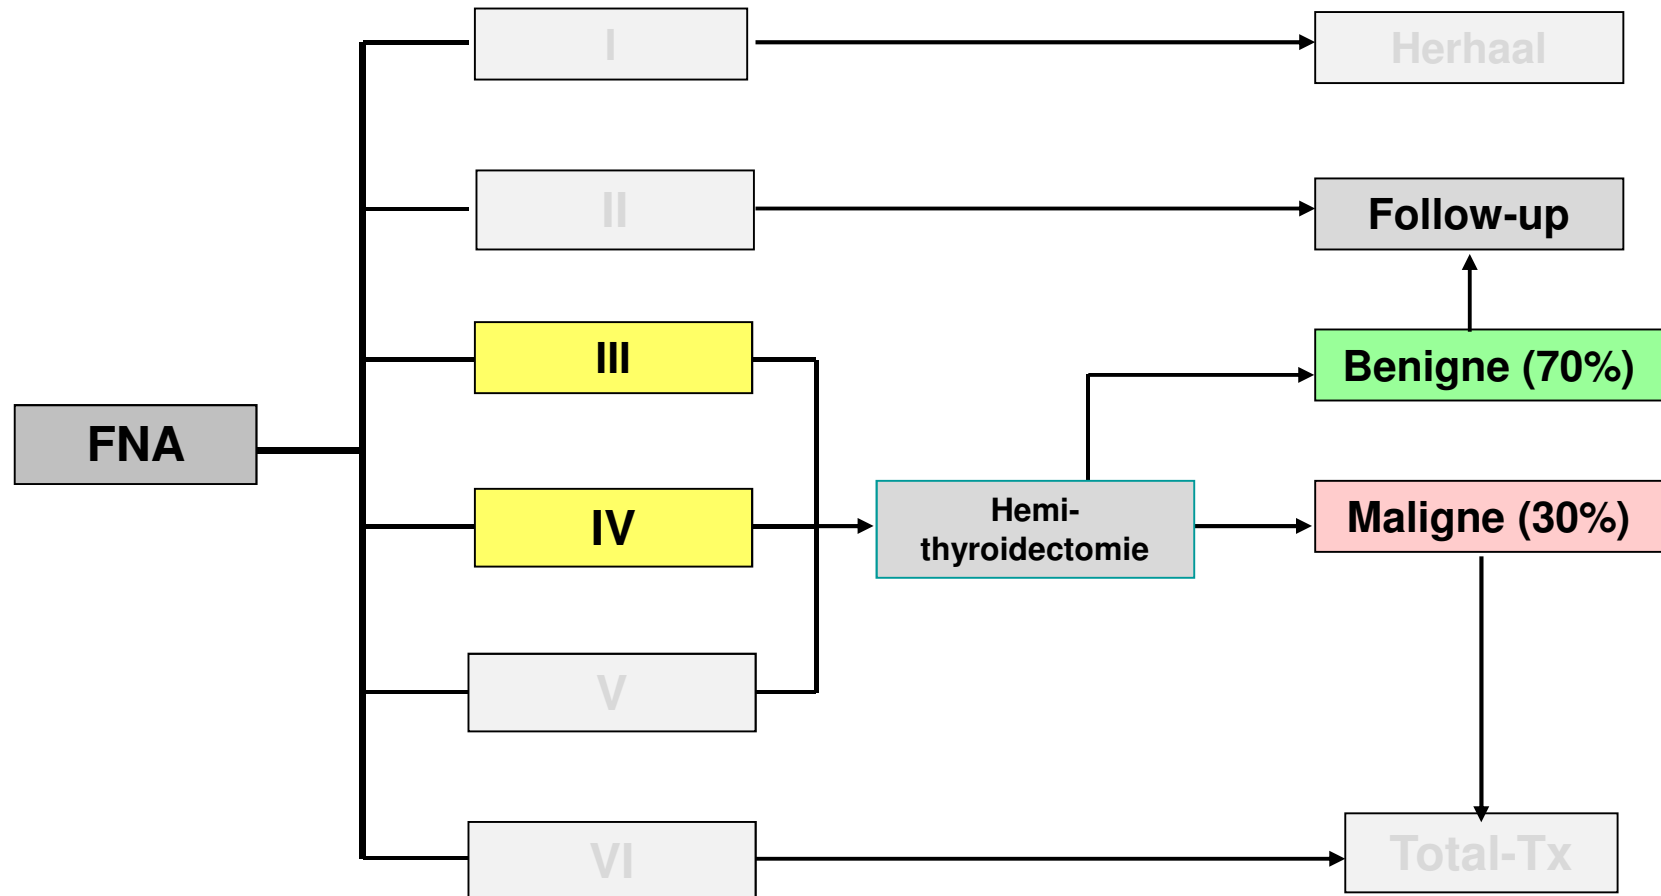 I
Herhaal
II
Follow-up
III
Benigne (70%)
FNA
IV
Hemi-
thyroidectomie
Maligne (30%)
V
VI
Total-Tx